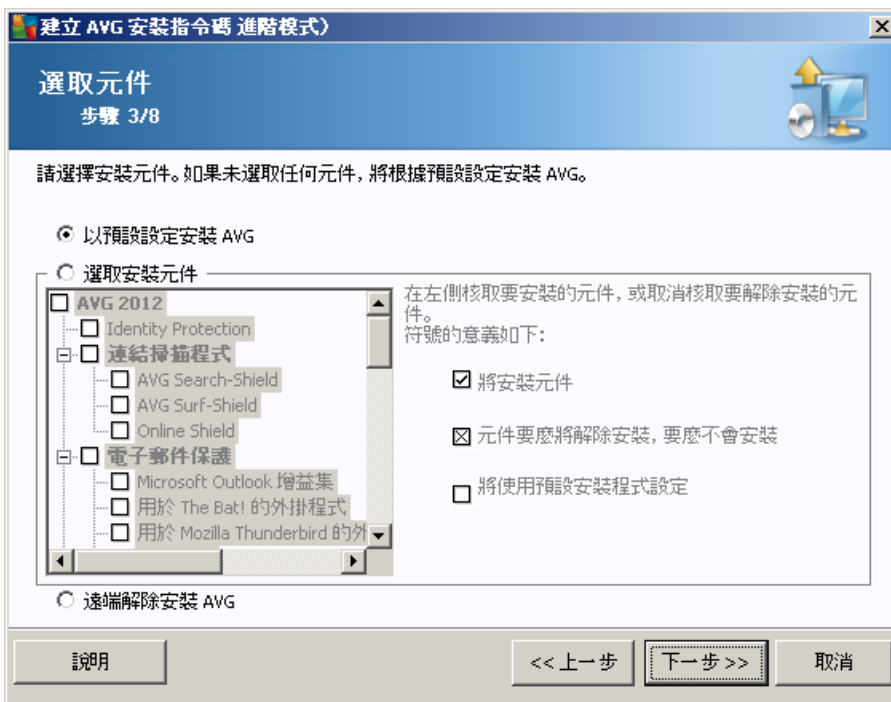 建立 AVG 安裝指令碼 進階模式)
選取元件
步驟 3/8
請選擇安裝元件。如果未選取任何元件, 將根據預設設定安裝 AVG。
以預設設定安裝 AVG
選取安裝元件
AVG 2012
Identity Protection
連結掃描程式
AVG Search-Shield
AVG Surf-Shield
Online Shield
電子郵件保護
Microsoft Outlook 增益集
用於 The Bat! 的外掛程式
用於 Mozilla Thunderbird 的外
在左側核取要安裝的元件, 或取消核取要解除安裝的元
件。
符號的意義如下:
將安裝元件
元件要麼將解除安裝, 要麼不會安裝
將使用預設安裝程式設定
遠端解除安裝 AVG
說明
<< 上一步
下一步 >>
取消